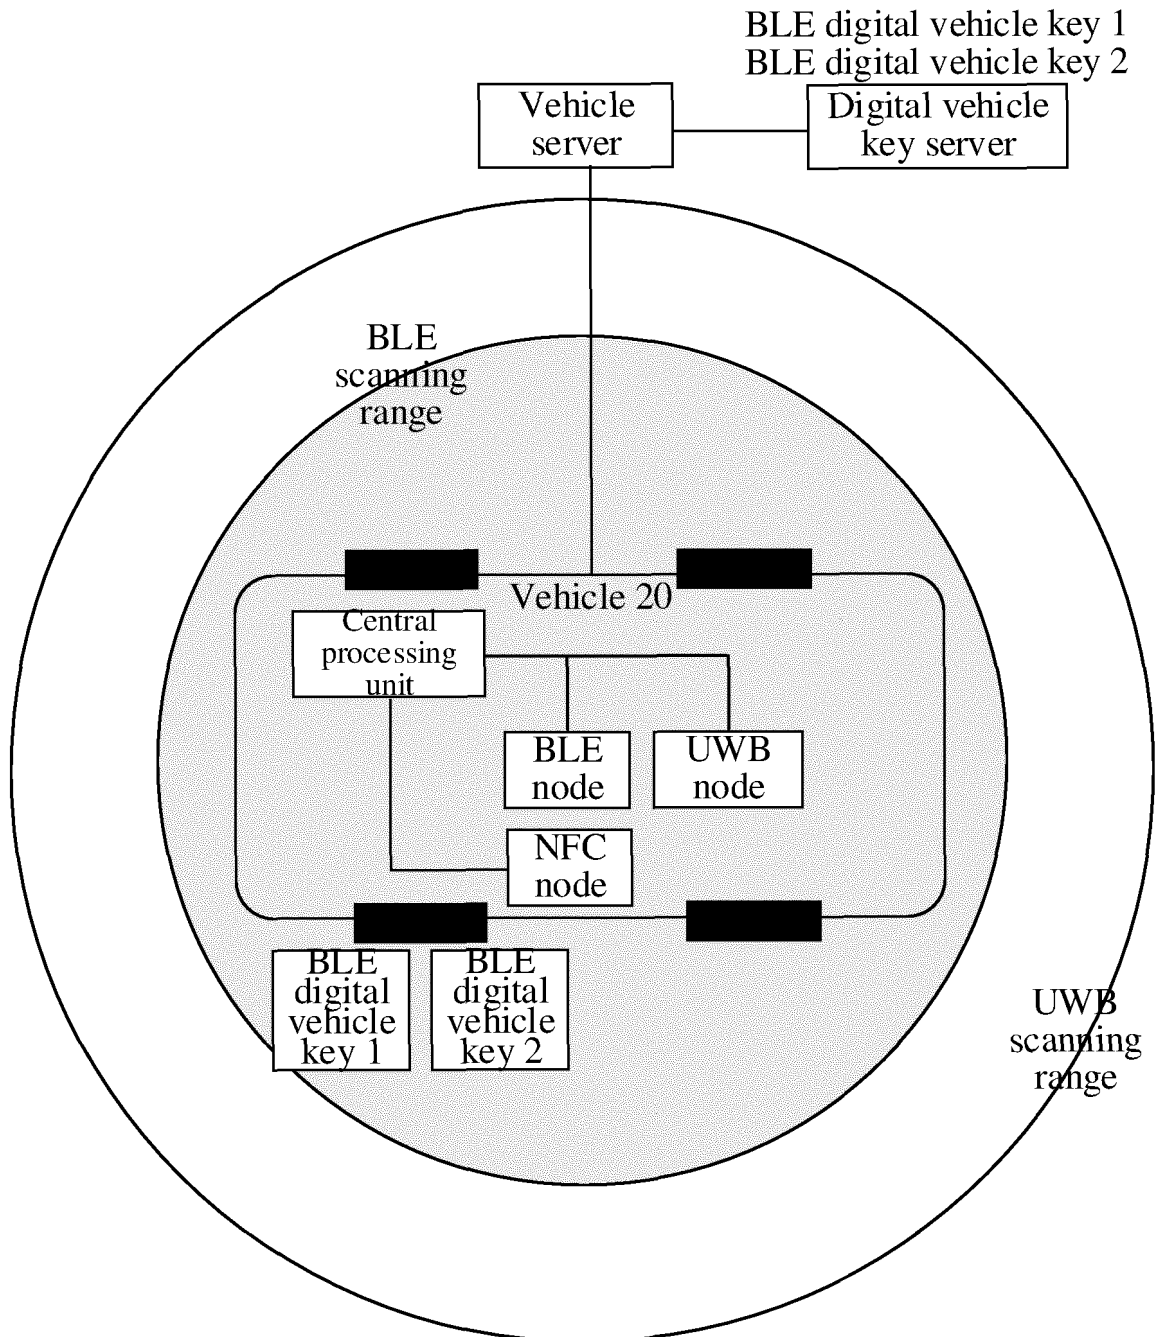 BLE digital vehicle key 1
BLE digital vehicle key 2
Vehicle
server
Digital vehicle
key server
BLE
scanning
range
Vehicle 20
Central
processing
unit
BLE
node
UWB
node
NFC
node
BLE
digital
vehicle
key 1
BLE
digital
vehicle
key 2
UWB
scanning
range